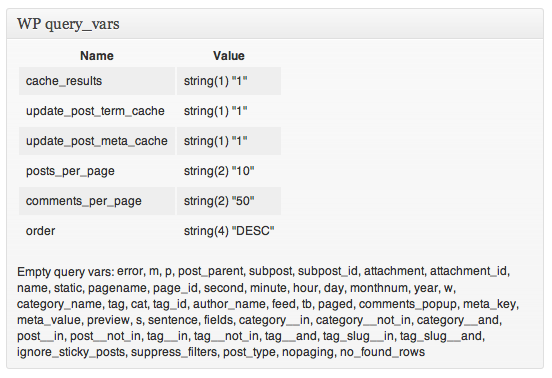 WP query_vars
Name Value
cache_results string(1) "1"
update_post_term_cache string(1) "1"
update_post_meta_cache string(1) "1"
posts_per_page string(2) "10"
comments_per_page string(2) "50"
order string(4) "DESC"
Empty query vars: error, m, p, post_parent, subpost, subpost_id, attachment, attachment_id,
name, static, pagename, page_id, second, minute, hour, day, monthnum, year, w,
category_name, tag, cat, tag_id, author_name, feed, tb, paged, comments_popup, meta_key,
meta_value, preview, s, sentence, fields, category__in, category__not_in, category__and,
post__in, post__not_in, tag__in, tag__not_in, tag__and, tag_slug__in, tag_slug__and,
ignore_sticky_posts, suppress_filters, post_type, nopaging, no_found_rows